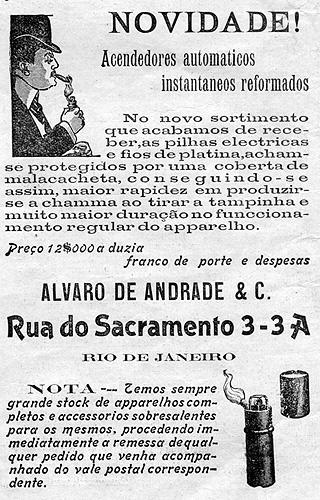 NOVIDADE!
Acendedores automaticos
instantaneos reformados
No novo sortimento
que acabamos de rece-
ber, as pilhas electricas
e fios de platina, acham-
se protegidos por uma coberta de
malacacheta, conseguindo-se
assim, maior rapidez em produzir-
se a chamma ao tirar a tampinha e
muito maior duração no funcciona-
mento regular do apparelho.
Preço 12$000 a duzia
franco de porte e despesas
ALVARO DE ANDRADE & C.
Rua do Sacramento 3-3 A
RIO DE JANEIRO
NOTA --- Temos sempre
grande stock de apparelhos com-
pletos e accessorios sobresalentes
para os mesmos, procedendo im-
mediatamente a remessa de qual-
quer pedido que venha acompa-
nhado do vale postal correspon-
dente.